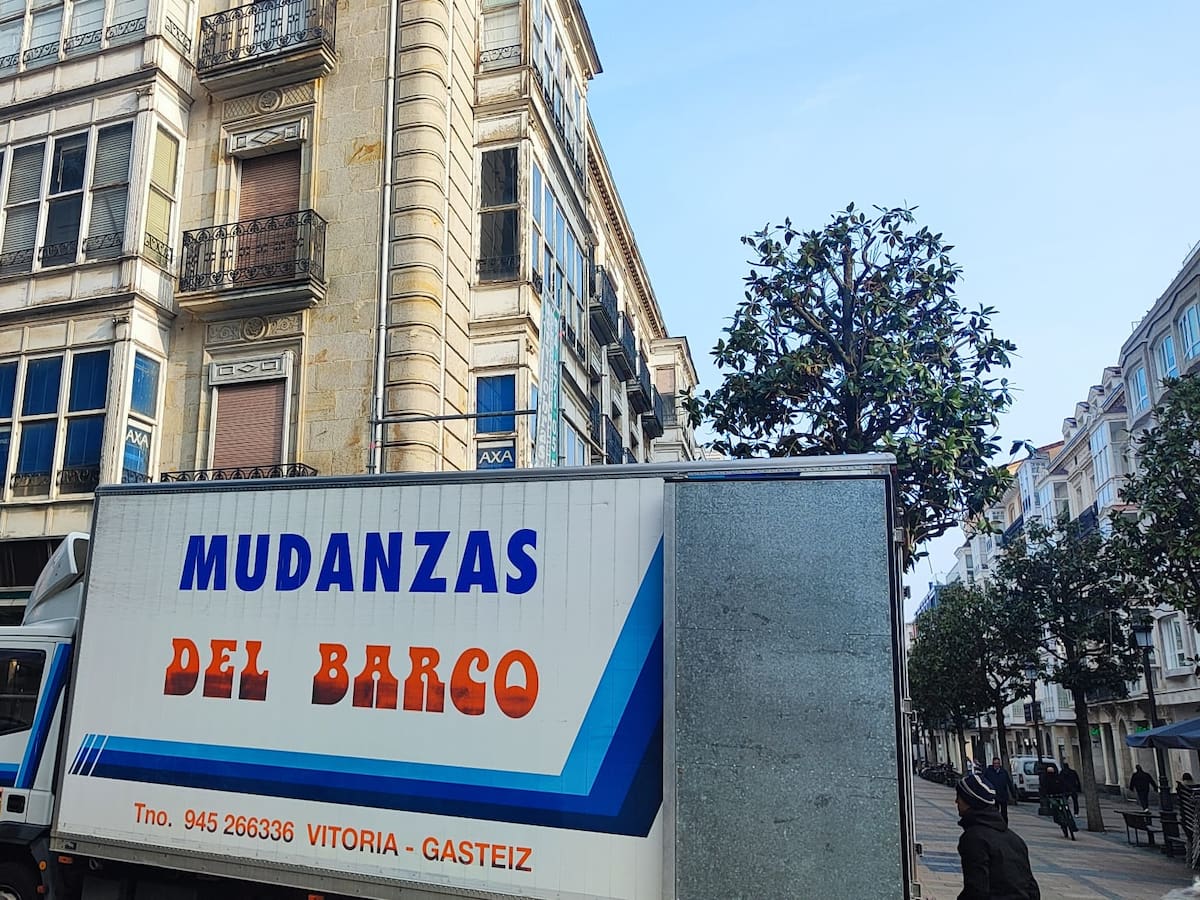 AXA
AXA
MUDANZAS
DEL BARCO
Tno. 945 266336 VITORIA - GASTEIZ